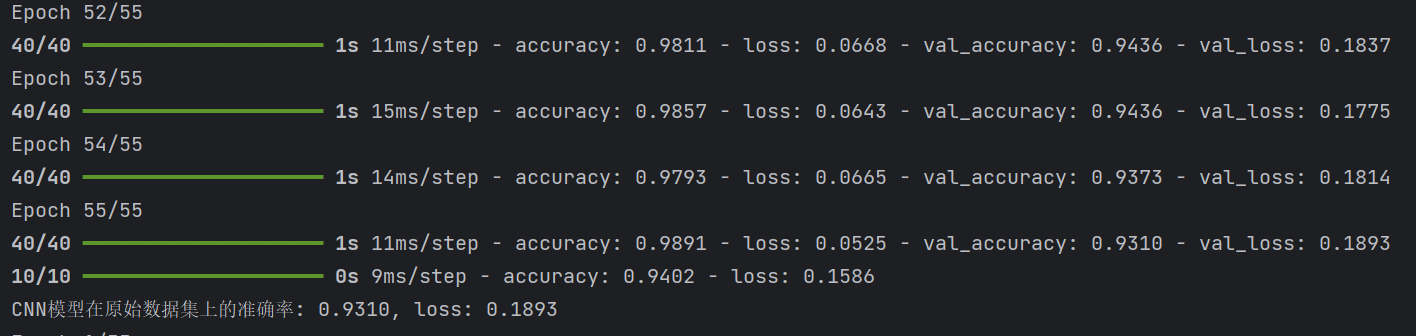 Epoch 52/55
40/40 ━━━━━━━━━━━━━━━━━━━━ 1s 11ms/step - accuracy: 0.9811 - loss: 0.0668 - val_accuracy: 0.9436 - val_loss: 0.1837
Epoch 53/55
40/40 ━━━━━━━━━━━━━━━━━━━━ 1s 15ms/step - accuracy: 0.9857 - loss: 0.0643 - val_accuracy: 0.9436 - val_loss: 0.1775
Epoch 54/55
40/40 ━━━━━━━━━━━━━━━━━━━━ 1s 14ms/step - accuracy: 0.9793 - loss: 0.0665 - val_accuracy: 0.9373 - val_loss: 0.1814
Epoch 55/55
40/40 ━━━━━━━━━━━━━━━━━━━━ 1s 11ms/step - accuracy: 0.9891 - loss: 0.0525 - val_accuracy: 0.9310 - val_loss: 0.1893
10/10 ━━━━━━━━━━━━━━━━━━━━ 0s 9ms/step - accuracy: 0.9402 - loss: 0.1586
CNN模型在原始数据集上的准确率: 0.9310, loss: 0.1893